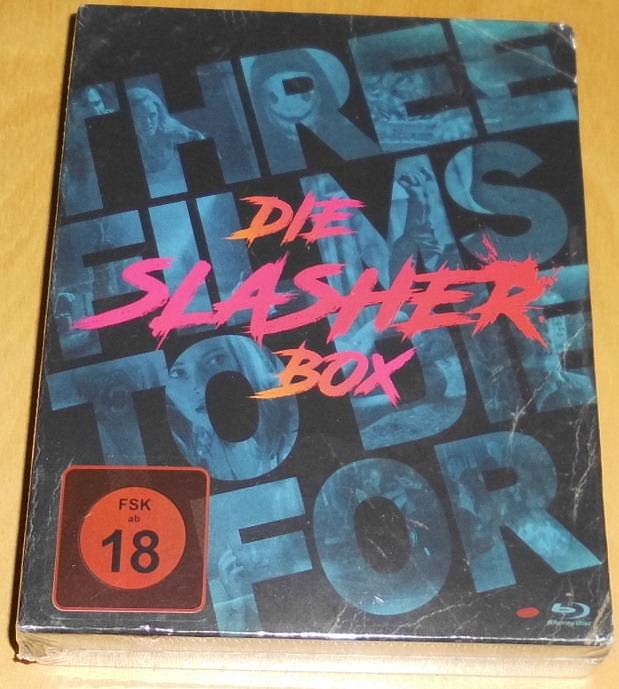 THREE
FILMS
TO DIE
FOR
DIE
SLASHER
BOX
FSK
ab
18
Blu-ray Disc